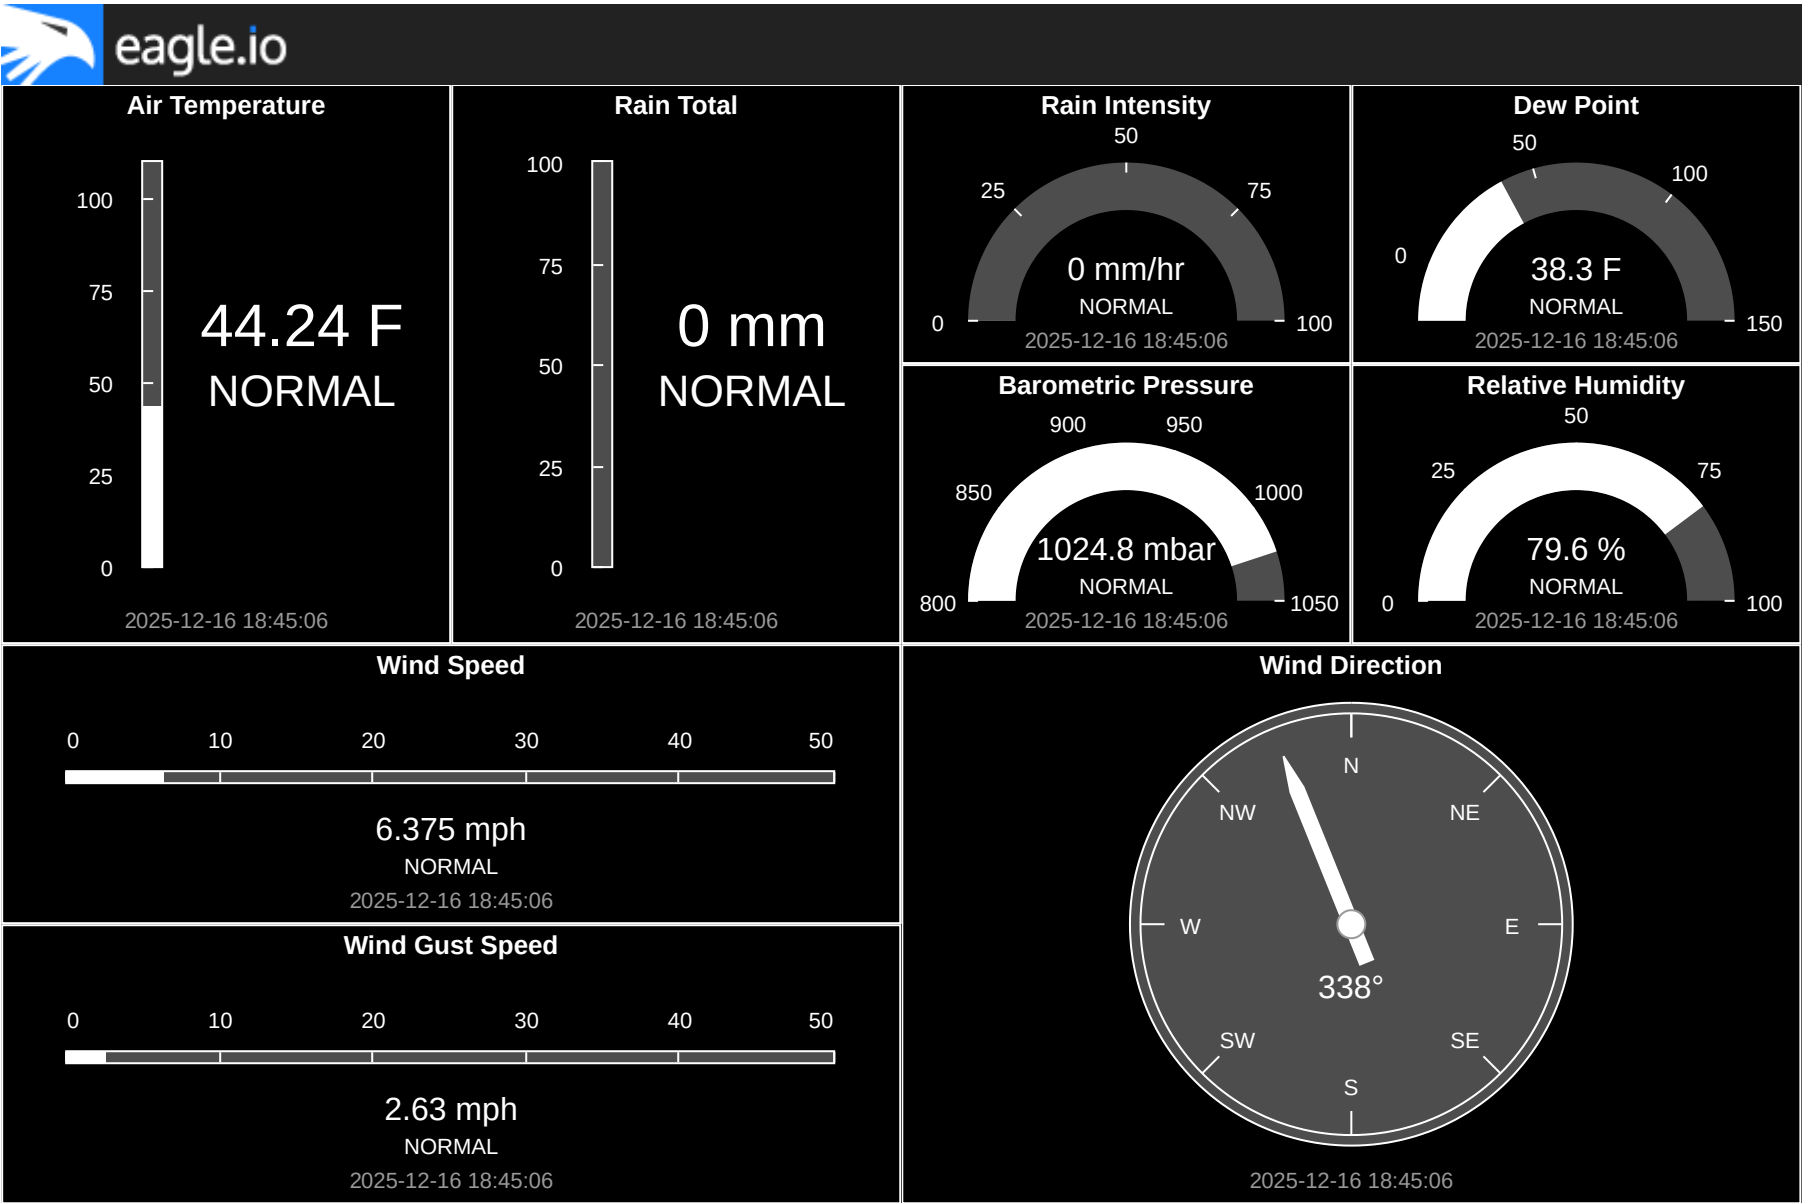 eagle.io
Air Temperature
100
75
50
25
0
44.24 F
NORMAL
2025-12-16 18:45:06
Rain Total
100
75
50
25
0
0 mm
NORMAL
2025-12-16 18:45:06
Rain Intensity
50
25
75
0
100
0 mm/hr
NORMAL
2025-12-16 18:45:06
Dew Point
50
100
0
150
38.3 F
NORMAL
2025-12-16 18:45:06
Barometric Pressure
900
950
850
1000
800
1050
1024.8 mbar
NORMAL
2025-12-16 18:45:06
Relative Humidity
50
25
75
0
100
79.6 %
NORMAL
2025-12-16 18:45:06
Wind Speed
0 10 20 30 40 50
6.375 mph
NORMAL
2025-12-16 18:45:06
Wind Gust Speed
0 10 20 30 40 50
2.63 mph
NORMAL
2025-12-16 18:45:06
Wind Direction
N
NW NE
W E
338°
SW SE
S
2025-12-16 18:45:06